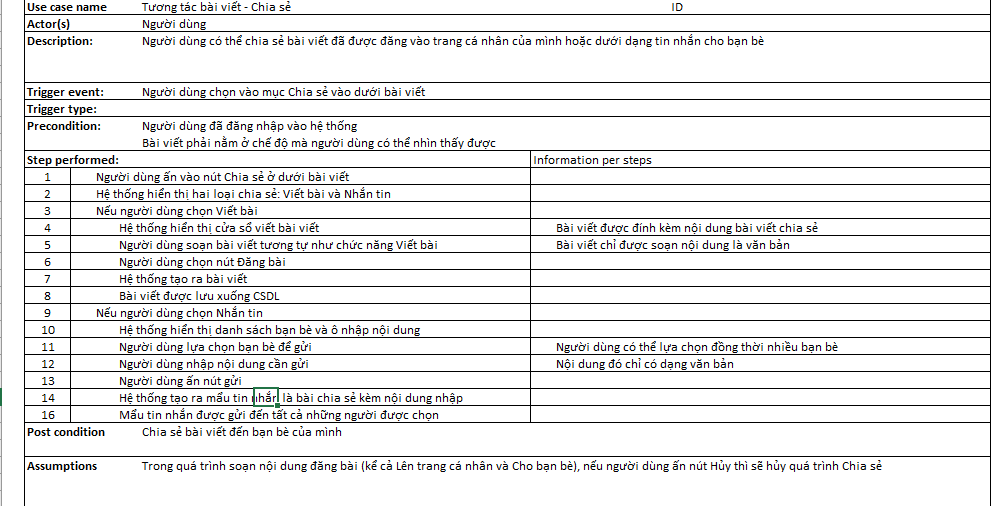 Use case name Tương tác bài viết - Chia sẻ ID
Actor(s) Người dùng
Description: Người dùng có thể chia sẻ bài viết đã được đăng vào trang cá nhân của mình hoặc dưới dạng tin nhắn cho bạn bè
Trigger event: Người dùng chọn vào mục Chia sẻ vào dưới bài viết
Trigger type:
Precondition: Người dùng đã đăng nhập vào hệ thống
Bài viết phải nằm ở chế độ mà người dùng có thể nhìn thấy được
Step performed: Information per steps
1 Người dùng ấn vào nút Chia sẻ ở dưới bài viết
2 Hệ thống hiển thị hai loại chia sẻ: Viết bài và Nhắn tin
3 Nếu người dùng chọn Viết bài
4 Hệ thống hiển thị cửa sổ viết bài viết Bài viết được đính kèm nội dung bài viết chia sẻ
5 Người dùng soạn bài viết tương tự như chức năng Viết bài Bài viết chỉ được soạn nội dung là văn bản
6 Người dùng chọn nút Đăng bài
7 Hệ thống tạo ra bài viết
8 Bài viết được lưu xuống CSDL
9 Nếu người dùng chọn Nhắn tin
10 Hệ thống hiển thị danh sách bạn bè và ô nhập nội dung
11 Người dùng lựa chọn bạn bè để gửi Người dùng có thể lựa chọn đồng thời nhiều bạn bè
12 Người dùng nhập nội dung cần gửi Nội dung đó chỉ có dạng văn bản
13 Người dùng ấn nút gửi
14 Hệ thống tạo ra mẩu tin nhắn là bài chia sẻ kèm nội dung nhập
16 Mẩu tin nhắn được gửi đến tất cả những người được chọn
Post condition Chia sẻ bài viết đến bạn bè của mình
Assumptions Trong quá trình soạn nội dung đăng bài (kể cả Lên trang cá nhân và Cho bạn bè), nếu người dùng ấn nút Hủy thì sẽ hủy quá trình Chia sẻ